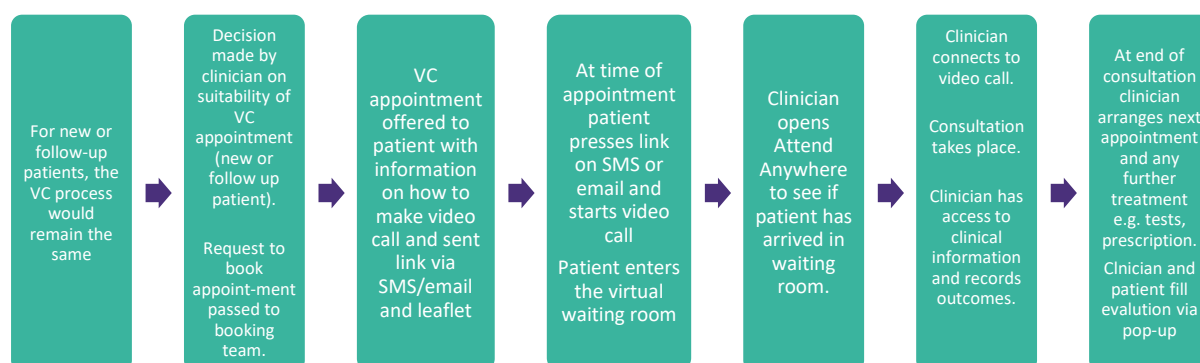 For new or
follow-up
patients, the
VC process
would
remain the
same
Decision
made by
clinician on
suitability of
VC
appointment
(new or
follow up
patient).
Request to
book
appoint-ment
passed to
booking
team.
VC
appointment
offered to
patient with
information
on how to
make video
call and sent
link via
SMS/email
and leaflet
At time of
appointment
patient
presses link
on SMS or
email and
starts video
call
Patient enters
the virtual
waiting room
Clinician
opens
Attend
Anywhere
to see if
patient has
arrived in
waiting
room.
Clinician
connects to
video call.
Consultation
takes place.
Clinician has
access to
clinical
information
and records
outcomes.
At end of
consultation
clinician
arranges next
appointment
and any
further
treatment
e.g. tests,
prescription.
Clnician and
patient fill
evalution via
pop-up